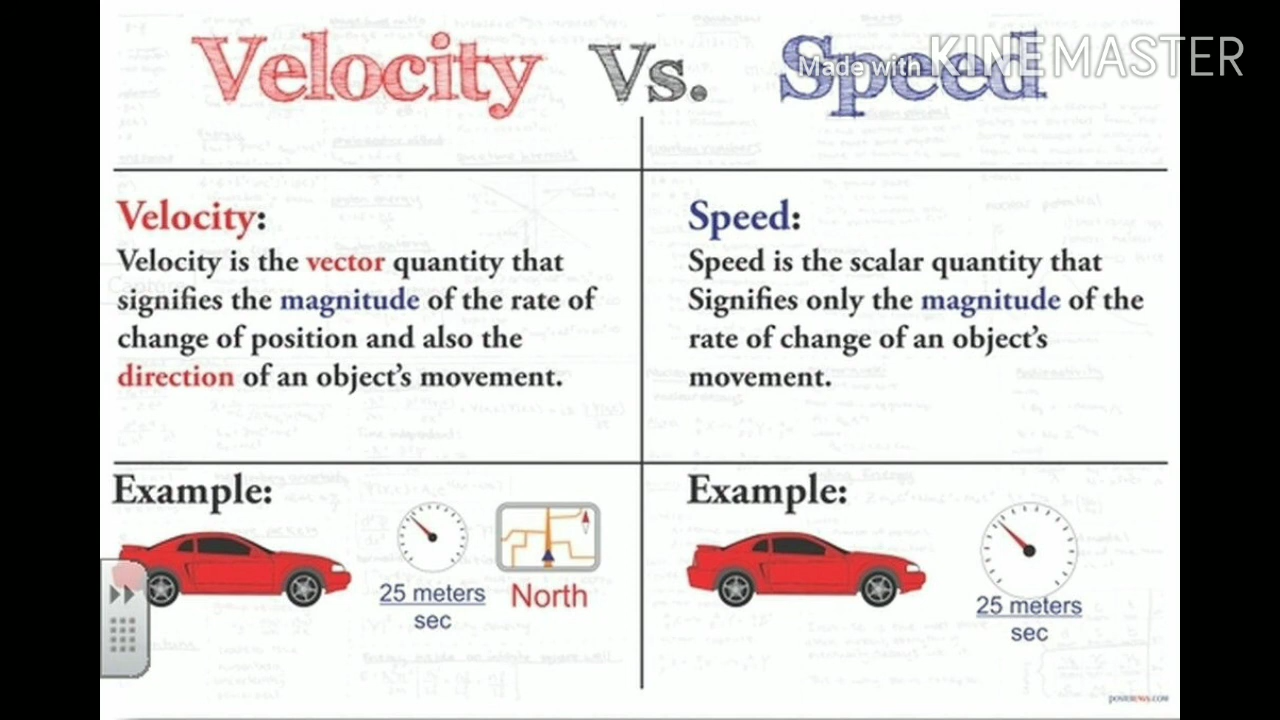 Velocity Vs. Speed
Made with KINEMASTER
Velocity:
Velocity is the vector quantity that
signifies the magnitude of the rate of
change of position and also the
direction of an object’s movement.
Speed:
Speed is the scalar quantity that
Signifies only the magnitude of the
rate of change of an object’s
movement.
Example:
25 meters
sec
North
Example:
25 meters
sec